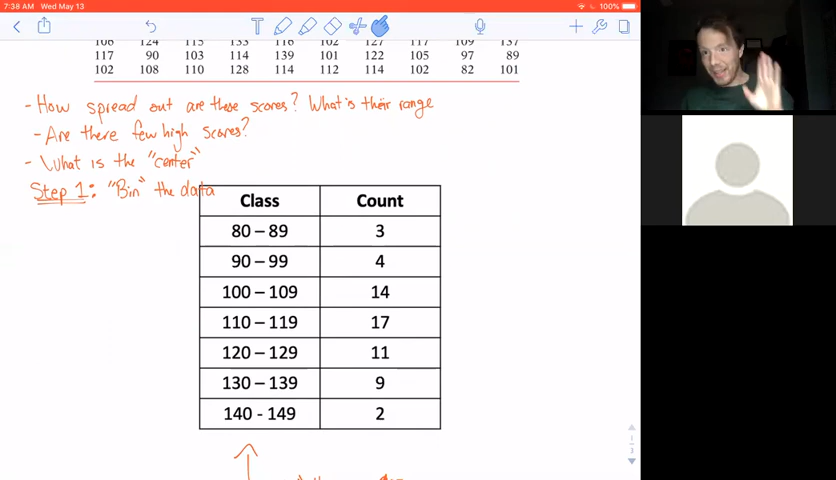 7:38 AM Wed May 13
100%
108 124 115 133 116 102 127 117 109 137
117 90 103 114 139 101 122 105 97 89
102 108 110 128 114 112 114 102 82 101
- How spread out are these scores? What is their range
- Are there few high scores?
- What is the "center"
Step 1: "Bin" the data
Class Count
80 – 89 3
90 – 99 4
100 – 109 14
110 – 119 17
120 – 129 11
130 – 139 9
140 - 149 2